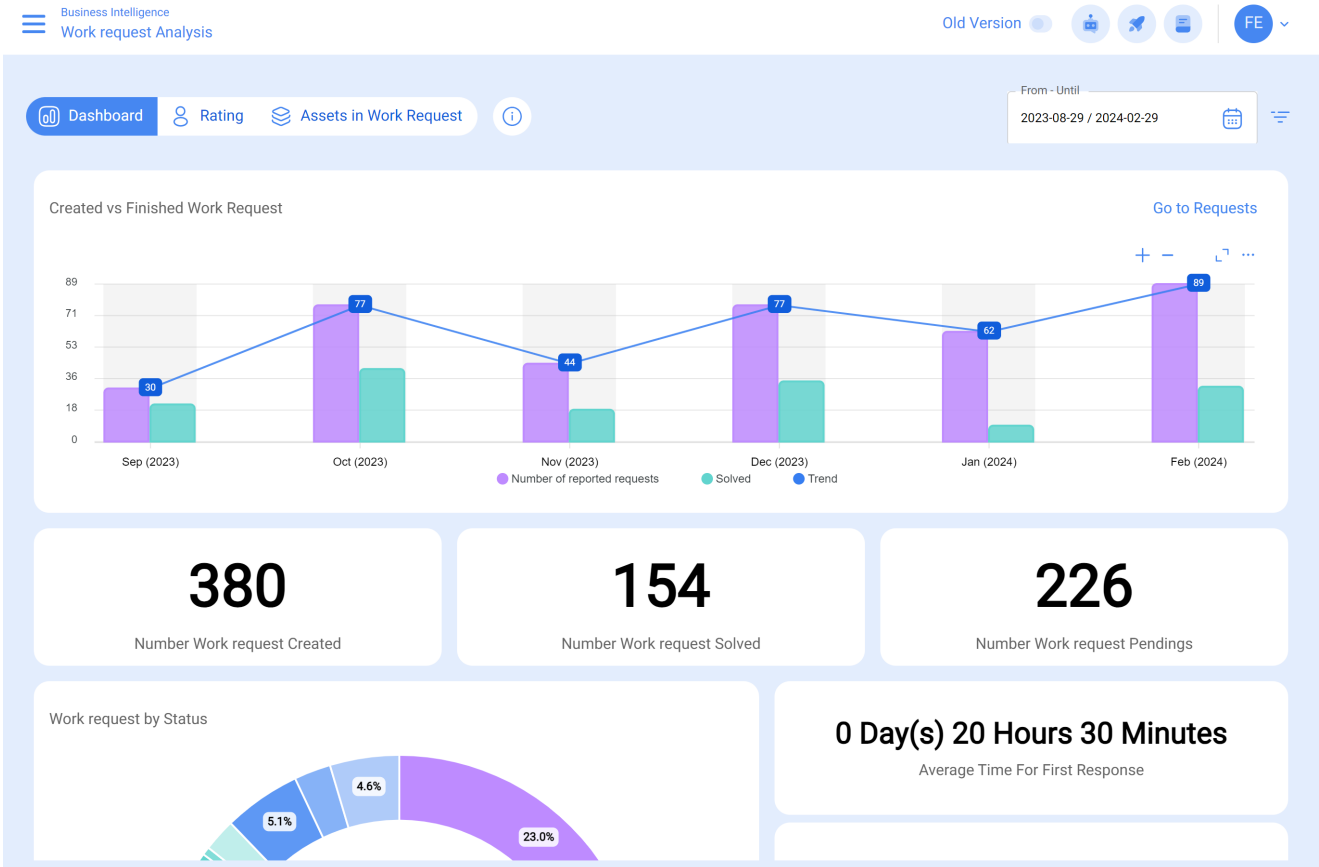 Business Intelligence
Work request Analysis
Old Version
FE
Dashboard
Rating
Assets in Work Request
From - Until
2023-08-29 / 2024-02-29
Created vs Finished Work Request
Go to Requests
89
71
53
36
18
0
30
77
44
77
62
89
Sep (2023)
Oct (2023)
Nov (2023)
Dec (2023)
Jan (2024)
Feb (2024)
Number of reported requests
Solved
Trend
380
Number Work request Created
154
Number Work request Solved
226
Number Work request Pendings
Work request by Status
4.6%
5.1%
23.0%
0 Day(s) 20 Hours 30 Minutes
Average Time For First Response